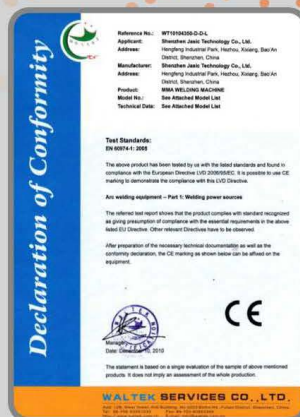 Declaration of Conformity
Reference No.: WT10104350-D-D-L
Applicant: Shenzhen Jasic Technology Co., Ltd.
Address: Hengfeng Industrial Park, Hezhou, Xixiang, Bao'An
District, Shenzhen, China
Manufacturer: Shenzhen Jasic Technology Co., Ltd.
Address: Hengfeng Industrial Park, Hezhou, Xixiang, Bao'An
District, Shenzhen, China
Product: MMA WELDING MACHINE
Model No.: See Attached Model List
Technical Data: See Attached Model List
Test Standards:
EN 60974-1: 2005
The above product has been tested by us with the listed standards and found in
compliance with the European Directive LVD 2006/95/EC. It is possible to use CE
marking to demonstrate the compliance with this LVD Directive.
Arc welding equipment – Part 1: Welding power sources
The referred test report shows that the product complies with standard recognized
as giving presumption of compliance with the essential requirements in the above
listed EU Directive. Other relevant Directives have to be observed.
After preparation of the necessary technical documentation as well as the
conformity declaration, the CE marking as shown below can be affixed on the
equipment.
CE
Manager
Date: December 10, 2010
The statement is based on a single evaluation of the sample of above mentioned
products. It does not imply an assessment of the whole production.
WALTEK SERVICES CO., LTD.